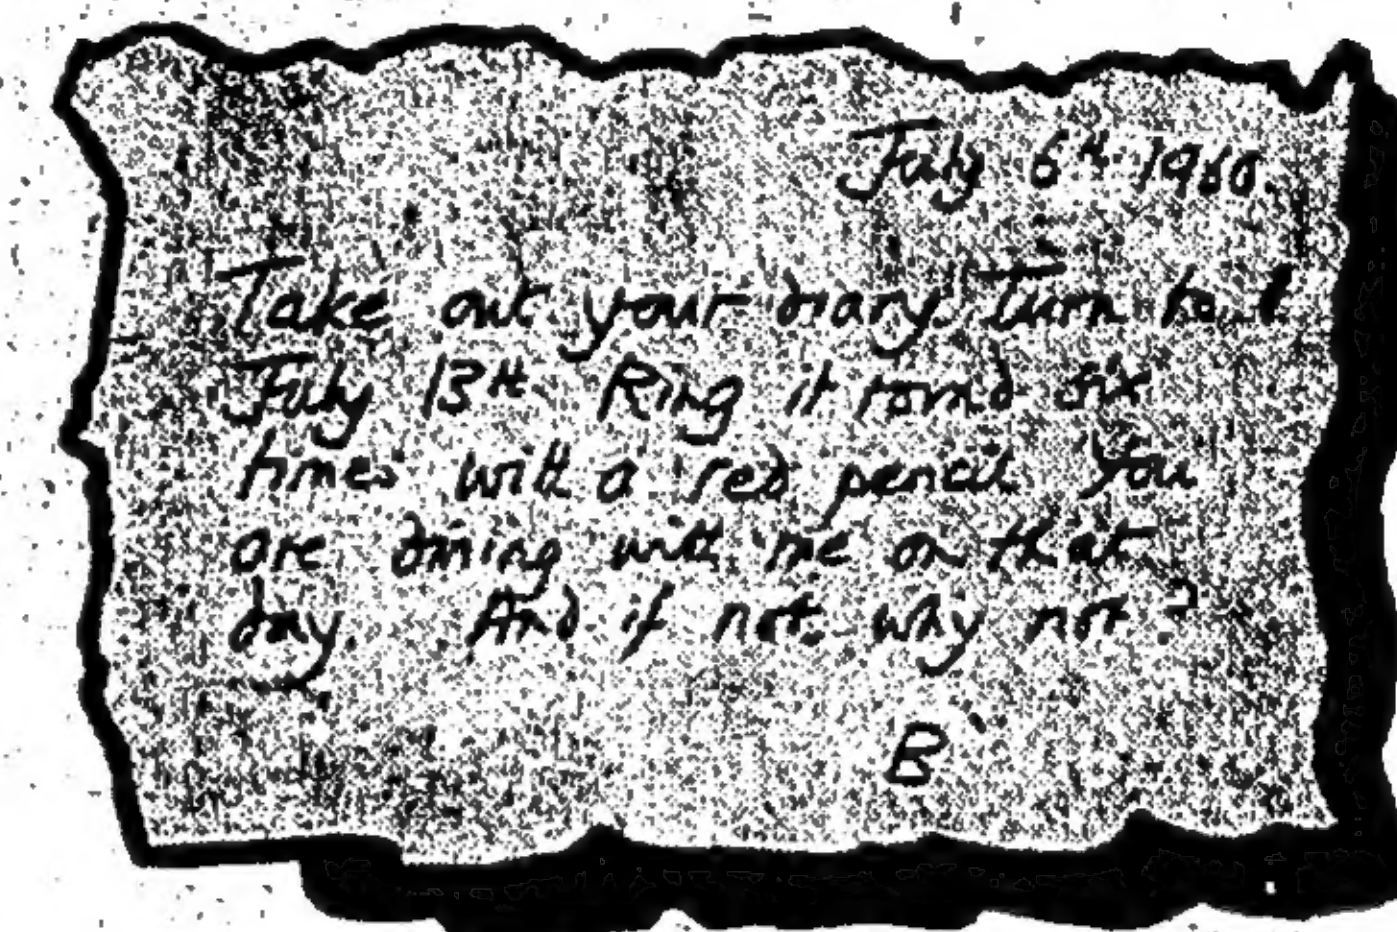 July 6th 1960.
Take out your diary. Turn to
July 13th. Ring it round six
times with a red pencil. You
are dining with me on that
day. And if not, why not?
B